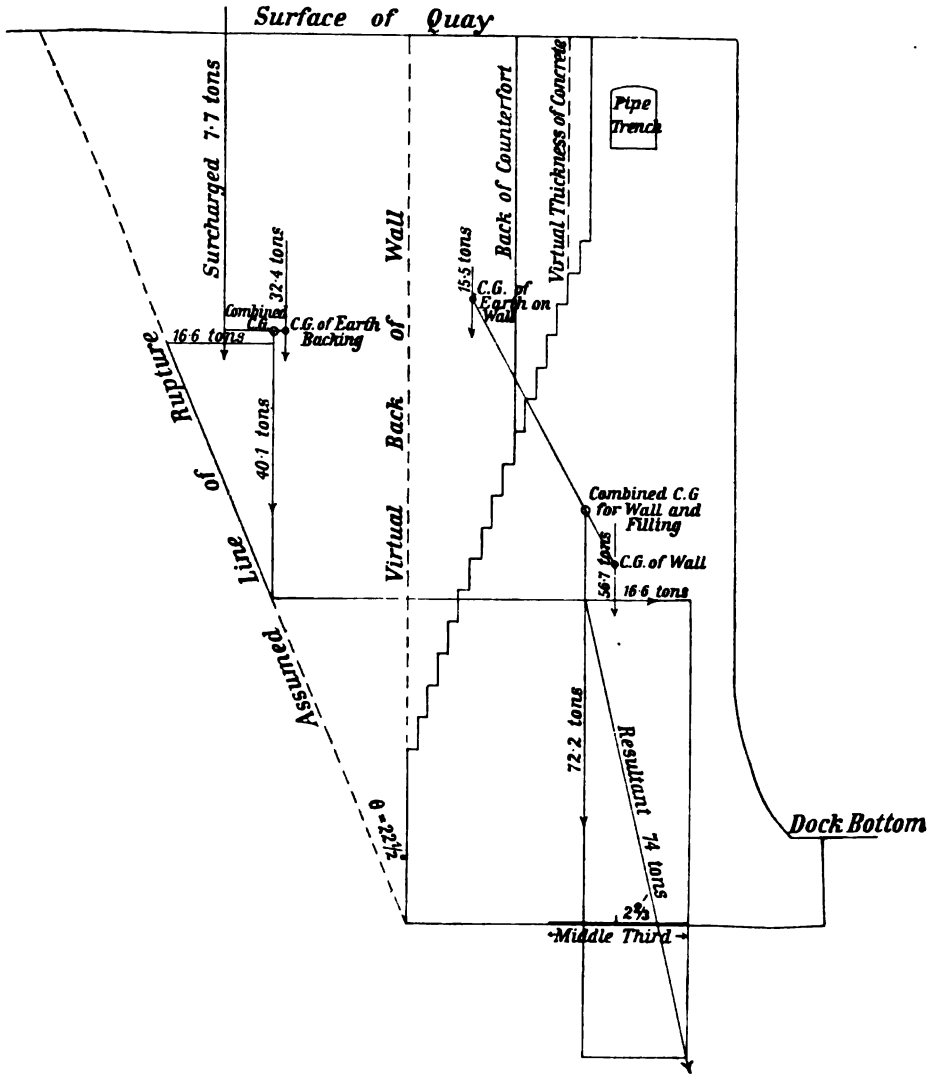 Surface of Quay
Surcharged 7·7 tons
32·4 tons
Combined
C.G.
C.G. of Earth
Backing
16.6 tons
40·1 tons
Assumed Line of Rupture
Virtual Back of Wall
θ = 22½°
15.5 tons
C.G. of
Earth on
Wall
Back of Counterfort
Virtual Thickness of Concrete
Pipe
Trench
Combined C.G
for Wall and
Filling
C.G. of Wall
56·7 tons
16.6 tons
72·2 tons
Resultant 74 tons
Dock Bottom
2⅔
Middle Third